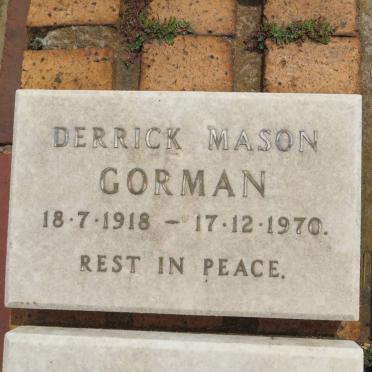 DERRICK MASON
GORMAN
18·7·1918 – 17·12·1970.
REST IN PEACE.